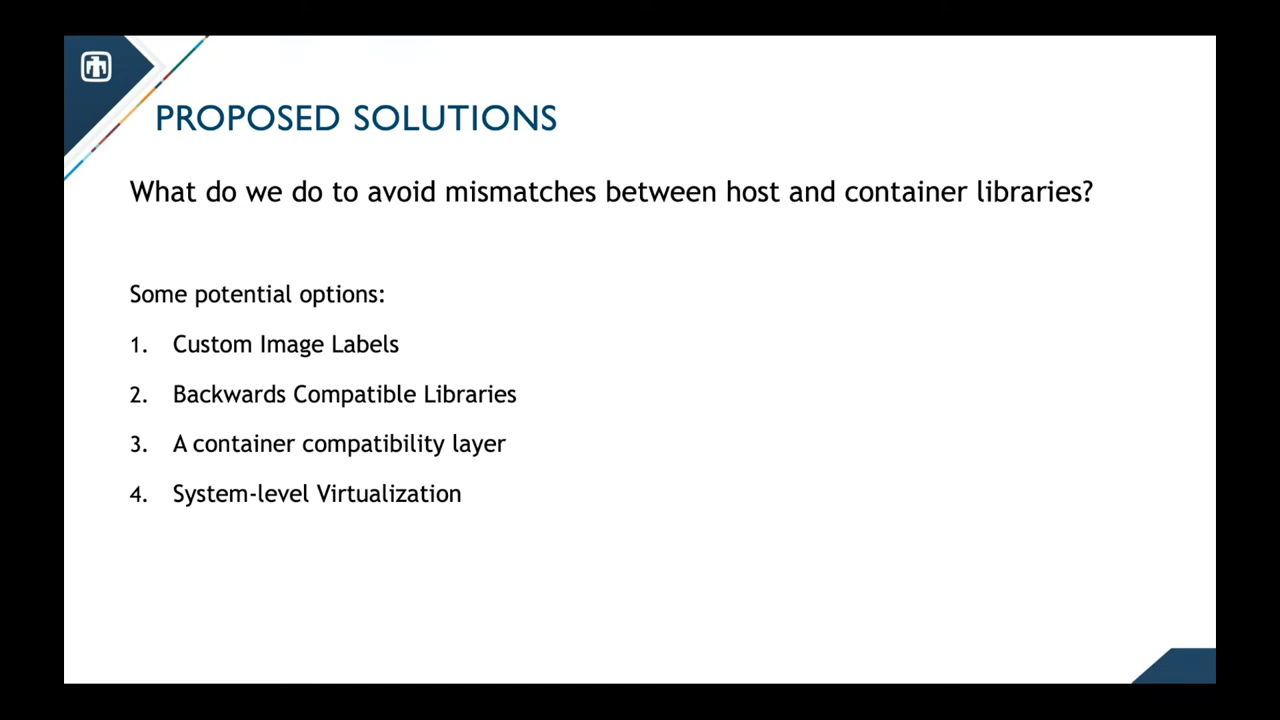 PROPOSED SOLUTIONS
What do we do to avoid mismatches between host and container libraries?
Some potential options:
1. Custom Image Labels
2. Backwards Compatible Libraries
3. A container compatibility layer
4. System-level Virtualization